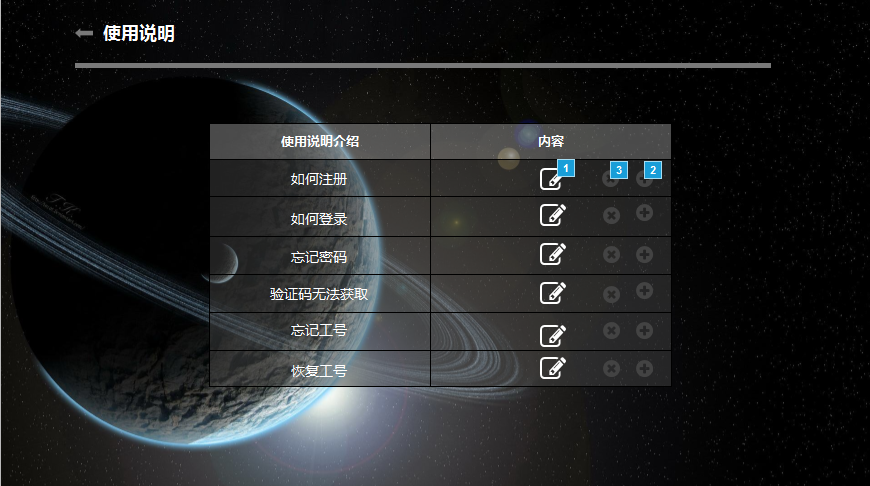 使用说明
使用说明介绍 内容
如何注册 1 3 2
如何登录
忘记密码
验证码无法获取
忘记工号
恢复工号